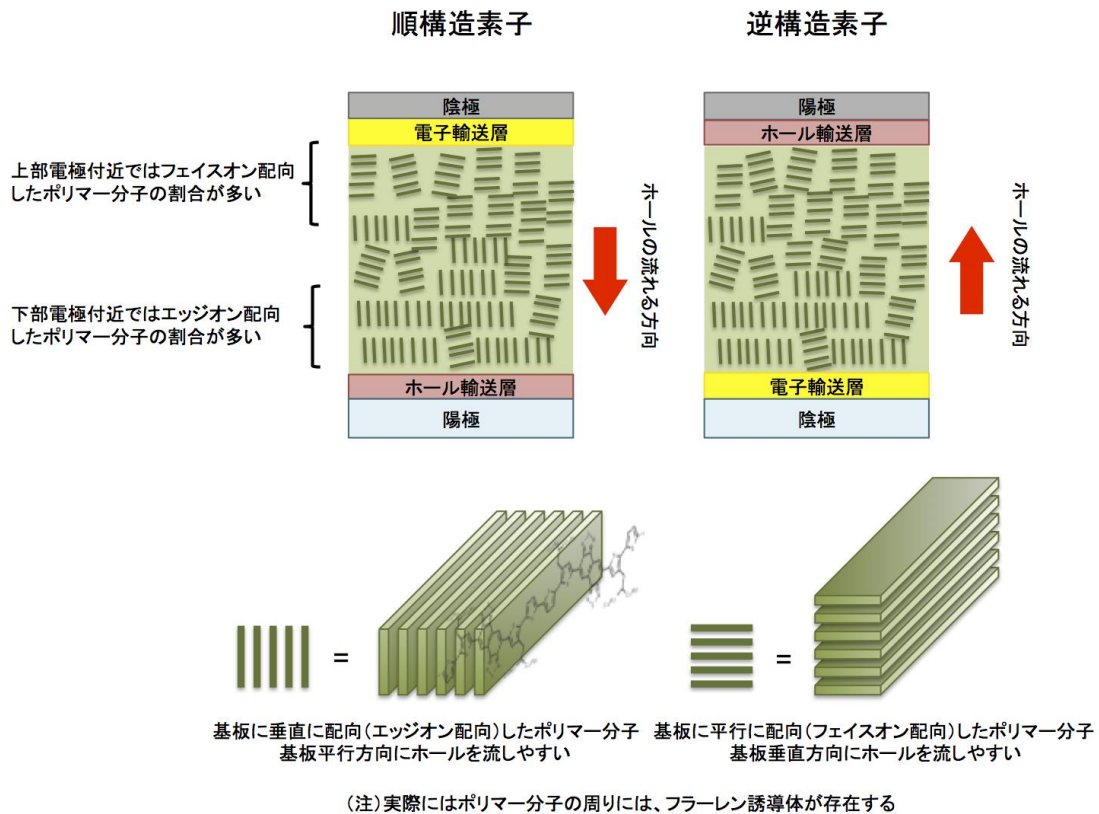 順構造素子
逆構造素子
陰極
電子輸送層
上部電極付近ではフェイスオン配向
したポリマー分子の割合が多い
下部電極付近ではエッジオン配向
したポリマー分子の割合が多い
ホール輸送層
陽極
ホールの流れる方向
陽極
ホール輸送層
電子輸送層
陰極
ホールの流れる方向
=
=
基板に垂直に配向(エッジオン配向)したポリマー分子
基板平行方向にホールを流しやすい
基板に平行に配向(フェイスオン配向)したポリマー分子
基板垂直方向にホールを流しやすい
(注)実際にはポリマー分子の周りには、フラーレン誘導体が存在する